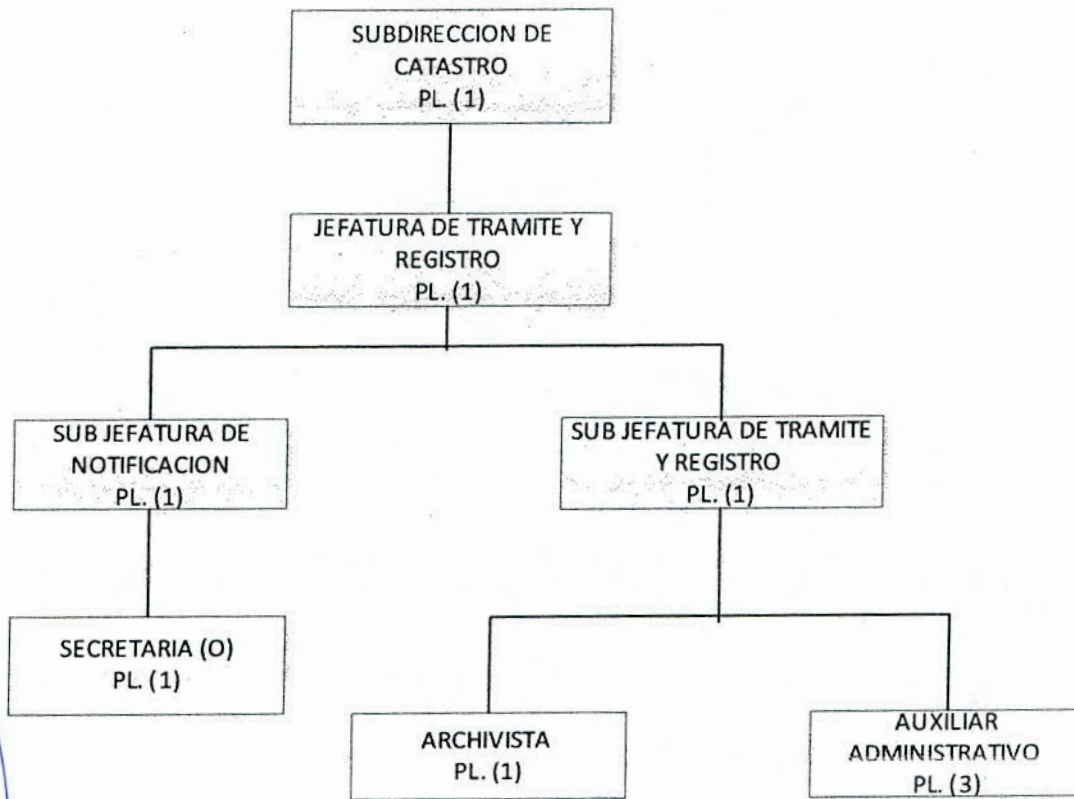 SUBDIRECCION DE
CATASTRO
PL. (1)
JEFATURA DE TRAMITE Y
REGISTRO
PL. (1)
SUB JEFATURA DE
NOTIFICACION
PL. (1)
SUB JEFATURA DE TRAMITE
Y REGISTRO
PL. (1)
SECRETARIA (O)
PL. (1)
ARCHIVISTA
PL. (1)
AUXILIAR
ADMINISTRATIVO
PL. (3)